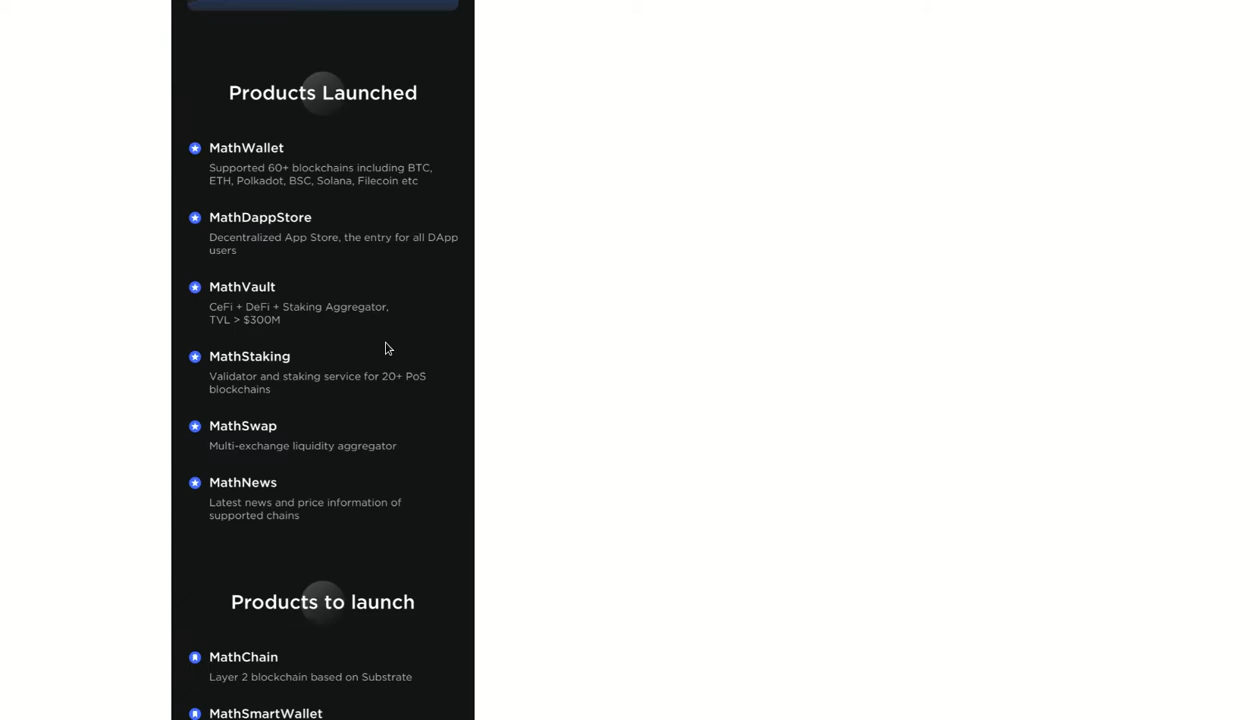 Products Launched
MathWallet
Supported 60+ blockchains including BTC,
ETH, Polkadot, BSC, Solana, Filecoin etc
MathDappStore
Decentralized App Store, the entry for all DApp
users
MathVault
CeFi + DeFi + Staking Aggregator,
TVL > $300M
MathStaking
Validator and staking service for 20+ PoS
blockchains
MathSwap
Multi-exchange liquidity aggregator
MathNews
Latest news and price information of
supported chains
Products to launch
MathChain
Layer 2 blockchain based on Substrate
MathSmartWallet